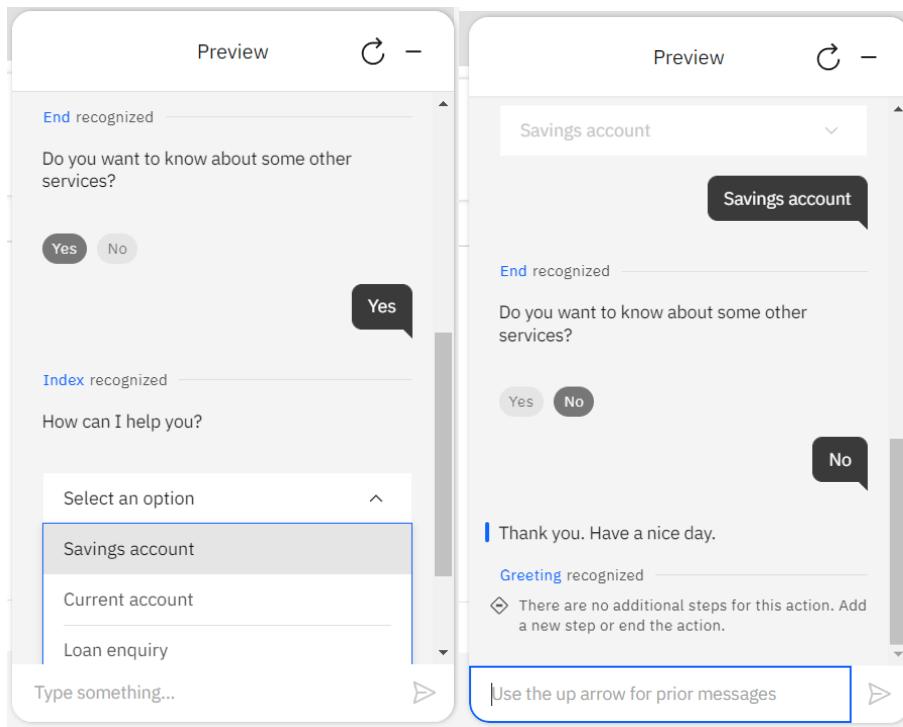 Preview
End recognized
Do you want to know about some other
services?
Yes No
Yes
Index recognized
How can I help you?
Select an option
Savings account
Current account
Loan enquiry
Type something...
Preview
Savings account
Savings account
End recognized
Do you want to know about some other
services?
Yes No
No
Thank you. Have a nice day.
Greeting recognized
There are no additional steps for this action. Add
a new step or end the action.
Use the up arrow for prior messages